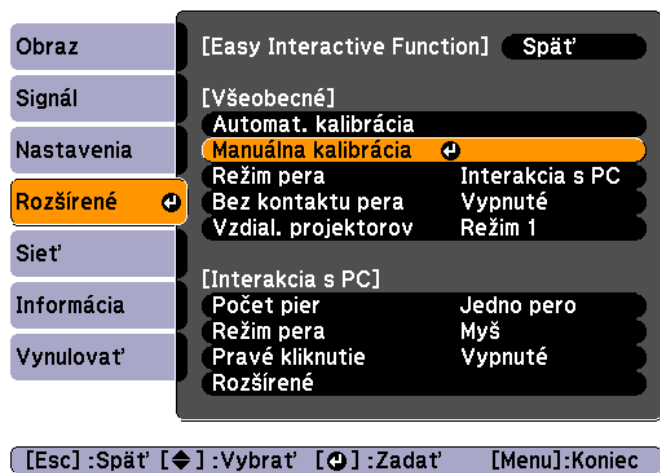 Obraz
Signál
Nastavenia
Rozšírené
Sieť
Informácia
Vynulovať
[Easy Interactive Function] Späť
[Všeobecné]
Automat. kalibrácia
Manuálna kalibrácia
Režim pera Interakcia s PC
Bez kontaktu pera Vypnuté
Vzdial. projektorov Režim 1
[Interakcia s PC]
Počet pier Jedno pero
Režim pera Myš
Pravé kliknutie Vypnuté
Rozšírené
[Esc] :Späť [◆] :Vybrať [⏎] :Zadať [Menu]:Koniec